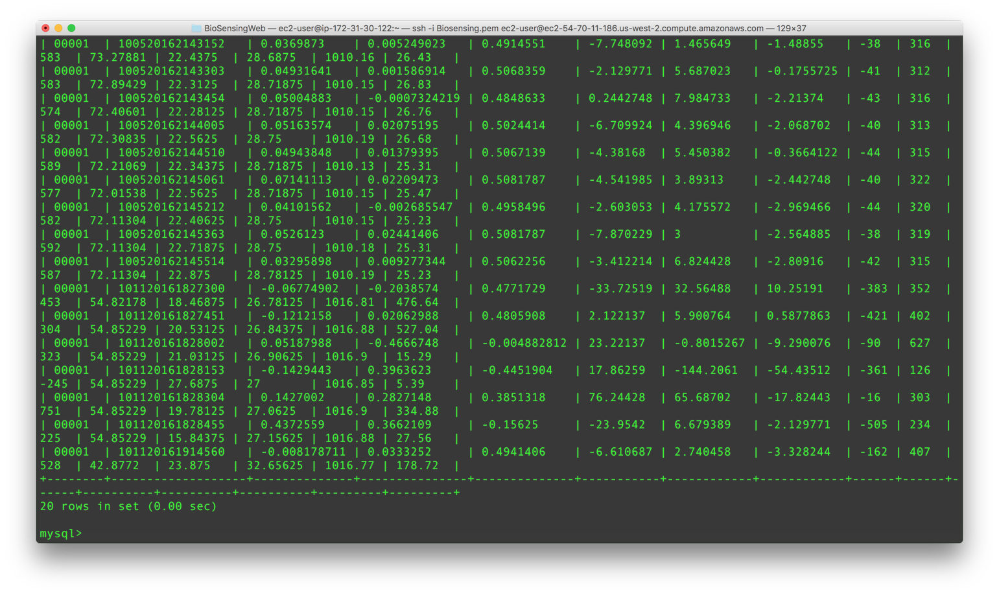 BioSensingWeb — ec2-user@ip-172-31-30-122:~ — ssh -i Biosensing.pem ec2-user@ec2-54-70-11-186.us-west-2.compute.amazonaws.com — 129×37
| 00001 | 100520162143152 | 0.0369873 | 0.005249023 | 0.4914551 | -7.748092 | 1.465649 | -1.48855 | -38 | 316 |
583 | 73.27881 | 22.4375 | 28.6875 | 1010.16 | 26.43 |
| 00001 | 100520162143303 | 0.04931641 | 0.001586914 | 0.5068359 | -2.129771 | 5.687023 | -0.1755725 | -41 | 312 |
583 | 72.89429 | 22.3125 | 28.71875 | 1010.15 | 26.83 |
| 00001 | 100520162143454 | 0.05004883 | -0.0007324219 | 0.4848633 | 0.2442748 | 7.984733 | -2.21374 | -43 | 316 |
574 | 72.40601 | 22.28125 | 28.71875 | 1010.15 | 26.76 |
| 00001 | 100520162144005 | 0.05163574 | 0.02075195 | 0.5024414 | -6.709924 | 4.396946 | -2.068702 | -40 | 313 |
582 | 72.30835 | 22.5625 | 28.75 | 1010.19 | 26.68 |
| 00001 | 100520162144510 | 0.04943848 | 0.01379395 | 0.5067139 | -4.38168 | 5.450382 | -0.3664122 | -44 | 315 |
589 | 72.21069 | 22.34375 | 28.71875 | 1010.13 | 25.31 |
| 00001 | 100520162145061 | 0.07141113 | 0.02209473 | 0.5081787 | -4.541985 | 3.89313 | -2.442748 | -40 | 322 |
577 | 72.01538 | 22.5625 | 28.71875 | 1010.15 | 25.47 |
| 00001 | 100520162145212 | 0.04101562 | -0.002685547 | 0.4958496 | -2.603053 | 4.175572 | -2.969466 | -44 | 320 |
582 | 72.11304 | 22.40625 | 28.75 | 1010.15 | 25.23 |
| 00001 | 100520162145363 | 0.0526123 | 0.02441406 | 0.5081787 | -7.870229 | 3 | -2.564885 | -38 | 319 |
592 | 72.11304 | 22.71875 | 28.75 | 1010.18 | 25.31 |
| 00001 | 100520162145514 | 0.03295898 | 0.009277344 | 0.5062256 | -3.412214 | 6.824428 | -2.80916 | -42 | 315 |
587 | 72.11304 | 22.875 | 28.78125 | 1010.19 | 25.23 |
| 00001 | 101120161827300 | -0.06774902 | -0.2038574 | 0.4771729 | -33.72519 | 32.56488 | 10.25191 | -383 | 352 |
453 | 54.82178 | 18.46875 | 26.78125 | 1016.81 | 476.64 |
| 00001 | 101120161827451 | -0.1212158 | 0.02062988 | 0.4805908 | 2.122137 | 5.900764 | 0.5877863 | -421 | 402 |
304 | 54.85229 | 20.53125 | 26.84375 | 1016.88 | 527.04 |
| 00001 | 101120161828002 | 0.05187988 | -0.4666748 | -0.004882812 | 23.22137 | -0.8015267 | -9.290076 | -90 | 627 |
323 | 54.85229 | 21.03125 | 26.90625 | 1016.9 | 15.29 |
| 00001 | 101120161828153 | -0.1429443 | 0.3963623 | -0.4451904 | 17.86259 | -144.2061 | -54.43512 | -361 | 126 |
-245 | 54.85229 | 27.6875 | 27 | 1016.85 | 5.39 |
| 00001 | 101120161828304 | 0.1427002 | 0.2827148 | 0.3851318 | 76.24428 | 65.68702 | -17.82443 | -16 | 303 |
751 | 54.85229 | 19.78125 | 27.0625 | 1016.9 | 334.88 |
| 00001 | 101120161828455 | 0.4372559 | 0.3662109 | -0.15625 | -23.9542 | 6.679389 | -2.129771 | -505 | 234 |
225 | 54.85229 | 15.84375 | 27.15625 | 1016.88 | 27.56 |
| 00001 | 101120161914560 | -0.008178711 | 0.0333252 | 0.4941406 | -6.610687 | 2.740458 | -3.328244 | -162 | 407 |
528 | 42.8772 | 23.875 | 32.65625 | 1016.77 | 178.72 |
+--------+-------------------+--------------+---------------+--------------+-----------+-------------+------------+------+------+-
-----+----------+----------+----------+---------+---------+
20 rows in set (0.00 sec)
mysql>